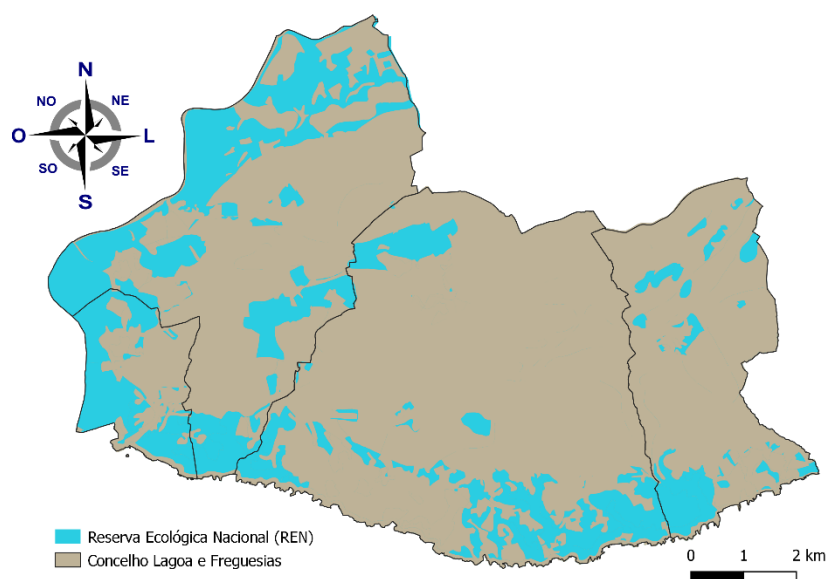 N
NO NE
O L
SO SE
S
Reserva Ecológica Nacional (REN)
Concelho Lagoa e Freguesias
0 1 2 km